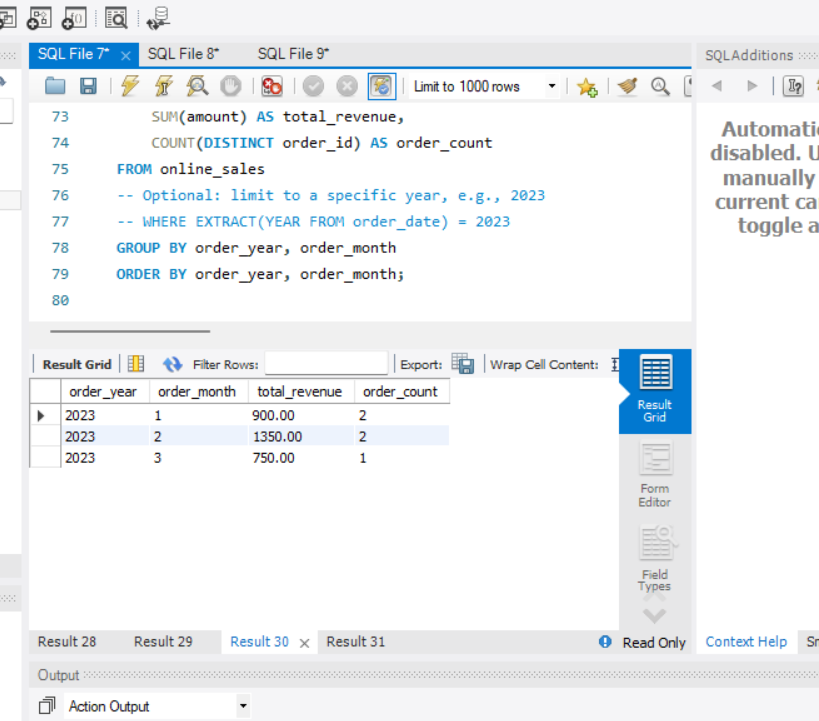 SQL File 7*
SQL File 8*
SQL File 9*
SQLAdditions
Limit to 1000 rows
73 SUM(amount) AS total_revenue,
74 COUNT(DISTINCT order_id) AS order_count
75 FROM online_sales
76 -- Optional: limit to a specific year, e.g., 2023
77 -- WHERE EXTRACT(YEAR FROM order_date) = 2023
78 GROUP BY order_year, order_month
79 ORDER BY order_year, order_month;
80
disabled.
manually
current
toggle a
Result Grid Filter Rows: Export: Wrap Cell Content:
order_year order_month total_revenue order_count
2023 1 900.00 2
2023 2 1350.00 2
2023 3 750.00 1
Result
Grid
Form
Editor
Field
Types
Result 28 Result 29 Result 30 Result 31
Read Only
Context Help
Output
Action Output